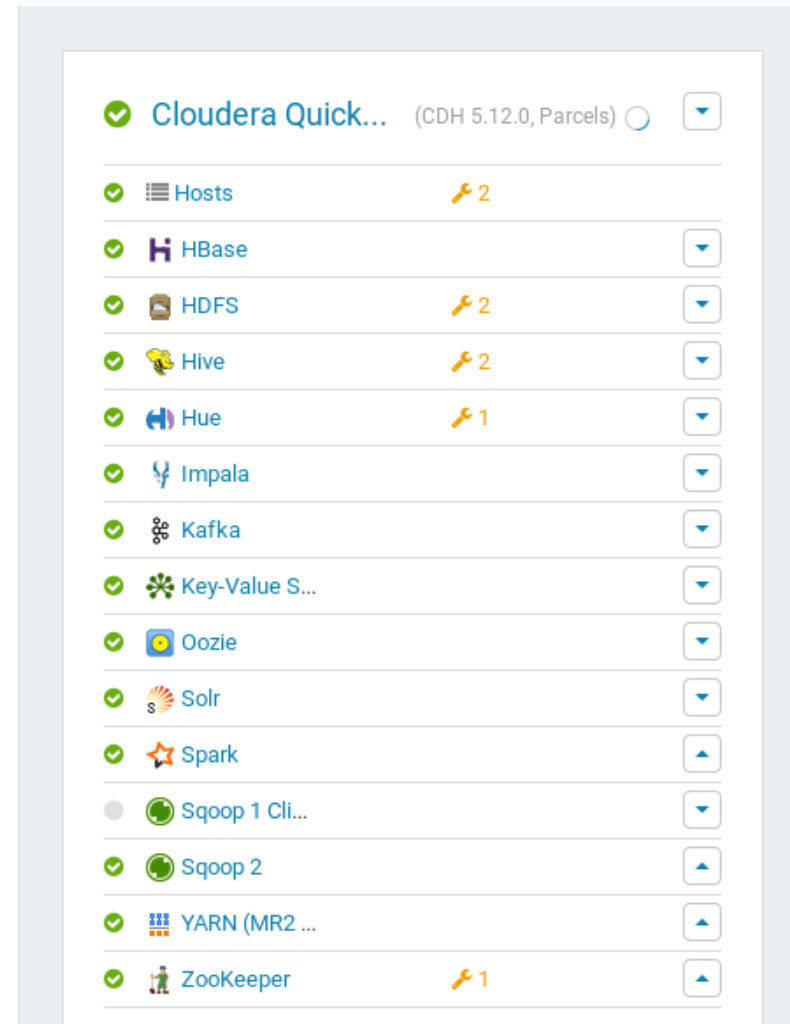 Cloudera Quick... (CDH 5.12.0, Parcels)
Hosts 2
HBase
HDFS 2
Hive 2
Hue 1
Impala
Kafka
Key-Value S...
Oozie
S Solr
Spark
Sqoop 1 Cli...
Sqoop 2
YARN (MR2 ...
ZooKeeper 1